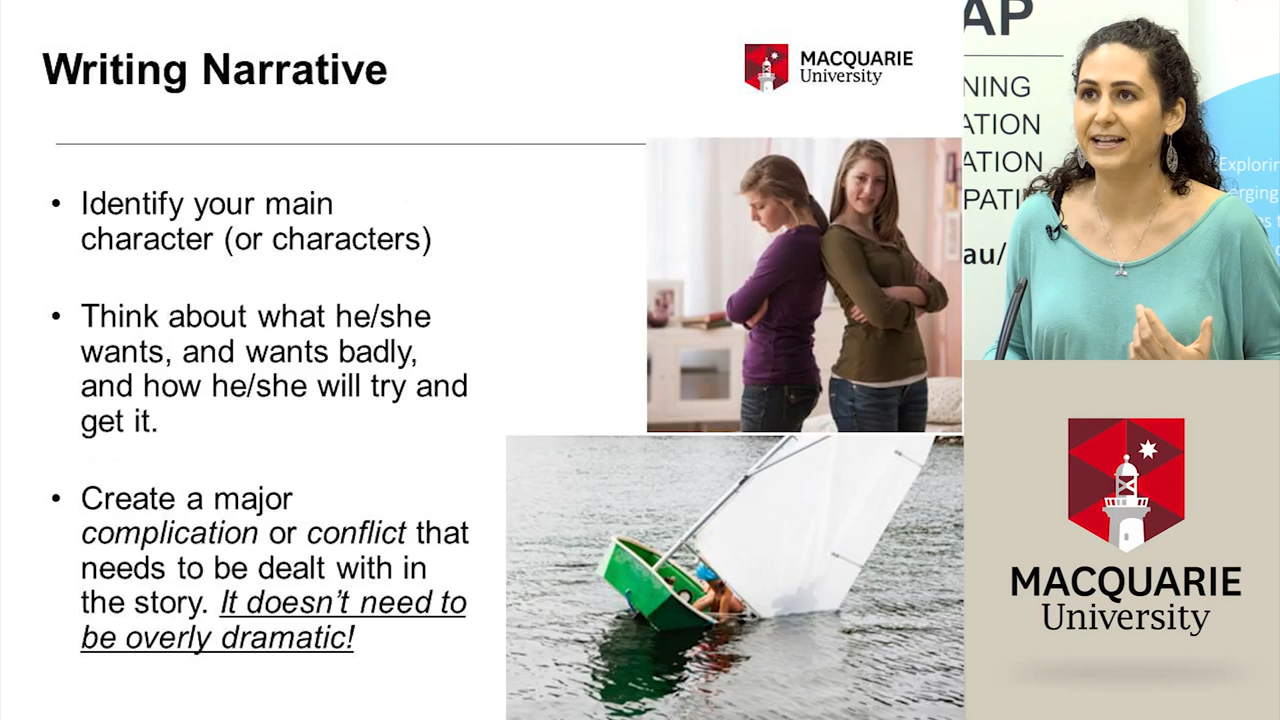 Writing Narrative
MACQUARIE
University
• Identify your main
character (or characters)
• Think about what he/she
wants, and wants badly,
and how he/she will try and
get it.
• Create a major
complication or conflict that
needs to be dealt with in
the story. It doesn't need to
be overly dramatic!
AP
NING
ATION
ATION
PATI
au/
Explorin
erging
MACQUARIE
University